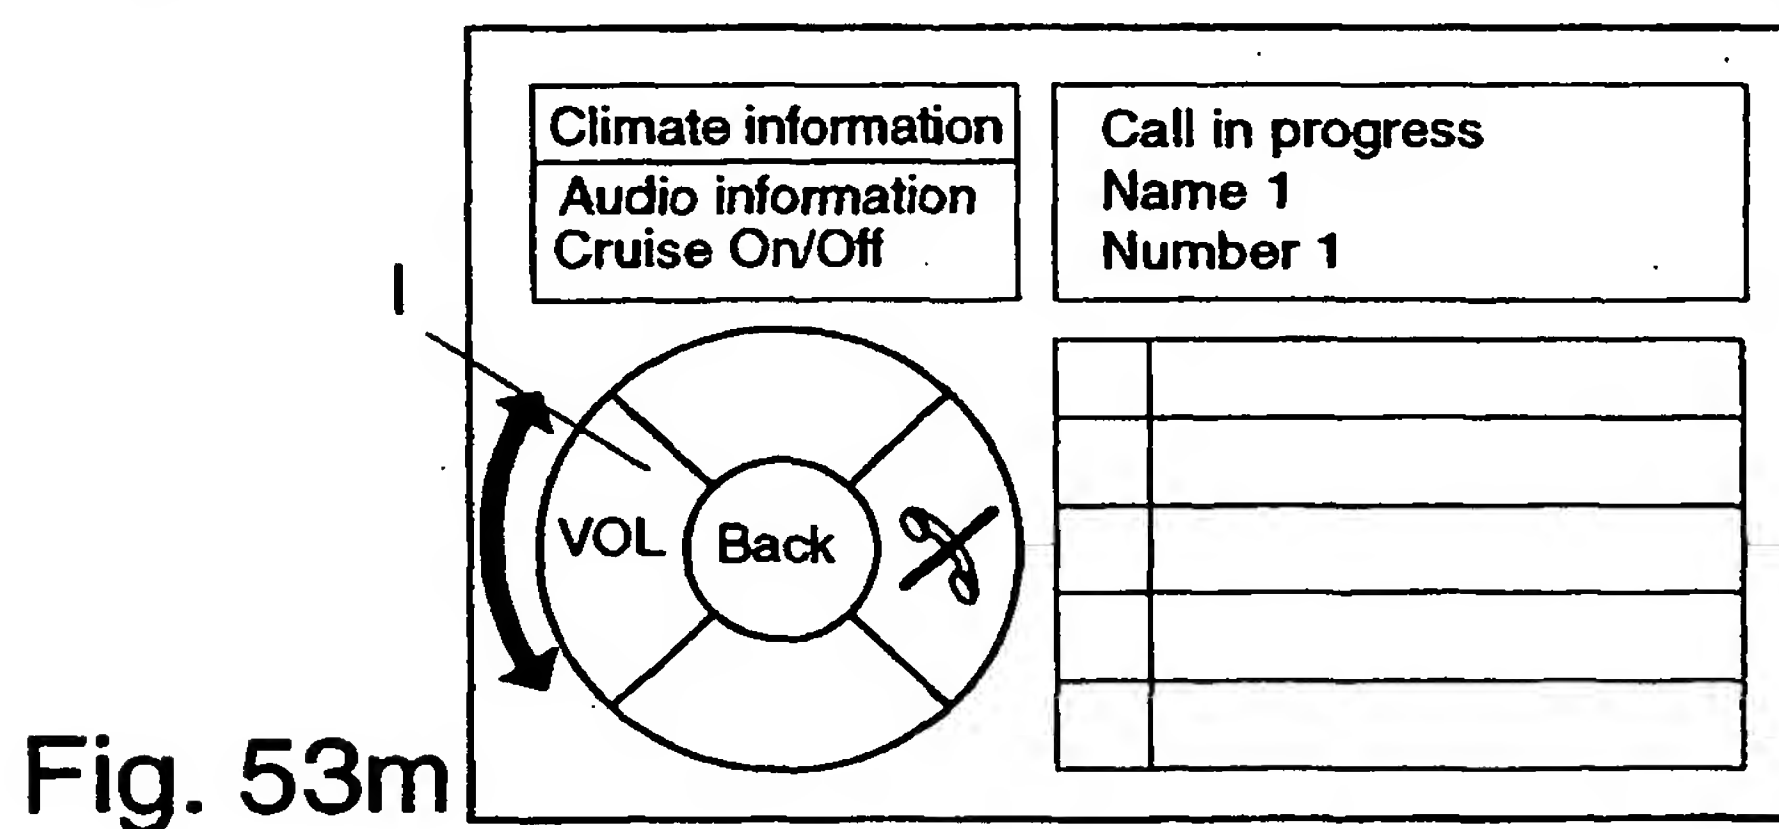 Climate information
Audio information
Cruise On/Off
Call in progress
Name 1
Number 1
I
VOL
Back
Fig. 53m